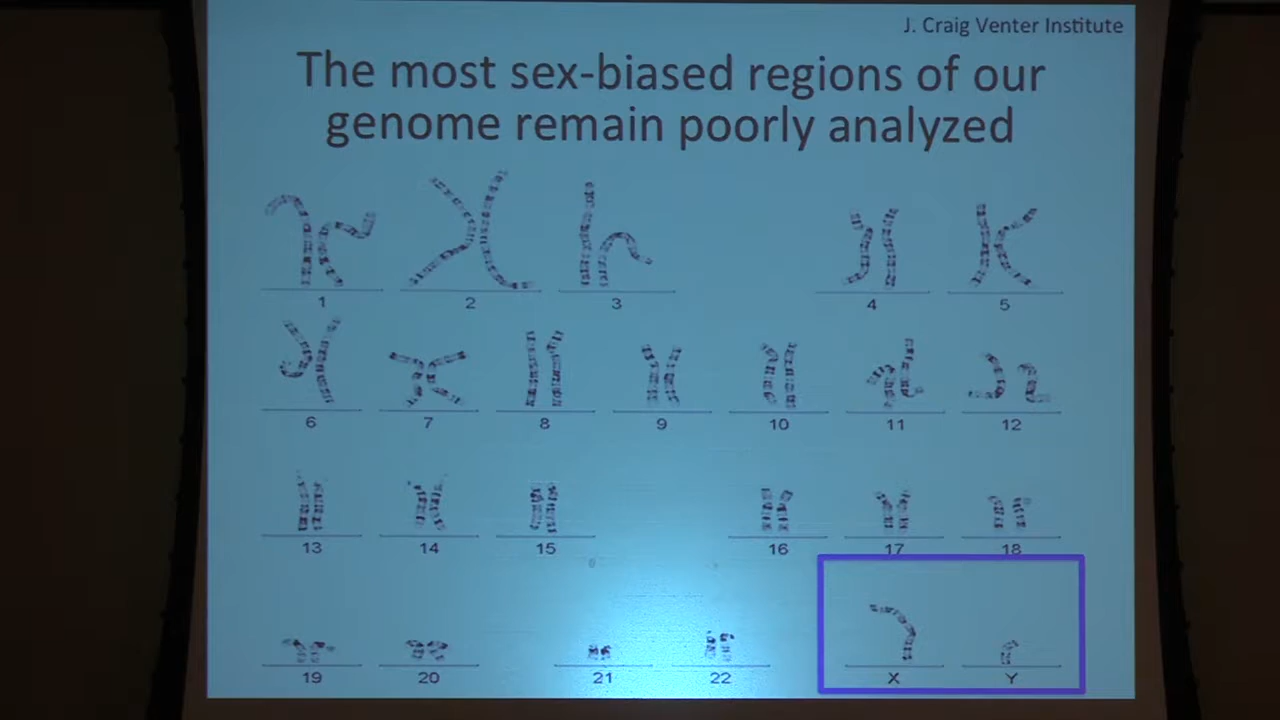 J. Craig Venter Institute
The most sex-biased regions of our
genome remain poorly analyzed
1 2 3 4 5
6 7 8 9 10 11 12
13 14 15 16 17 18
19 20 21 22 X Y